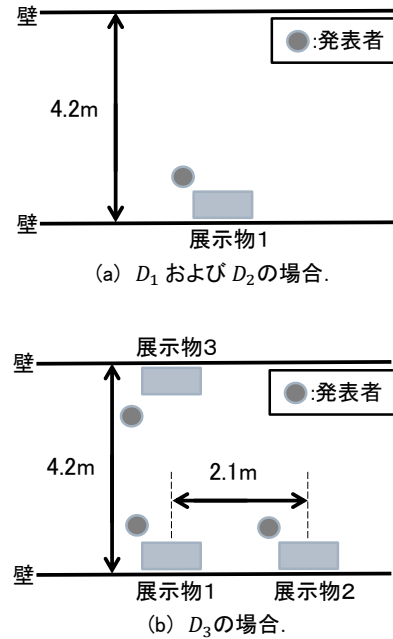 壁
:発表者
4.2m
壁
展示物1
(a) D₁ および D₂の場合.
展示物3
壁
:発表者
4.2m
2.1m
壁
展示物1
展示物2
(b) D₃の場合.